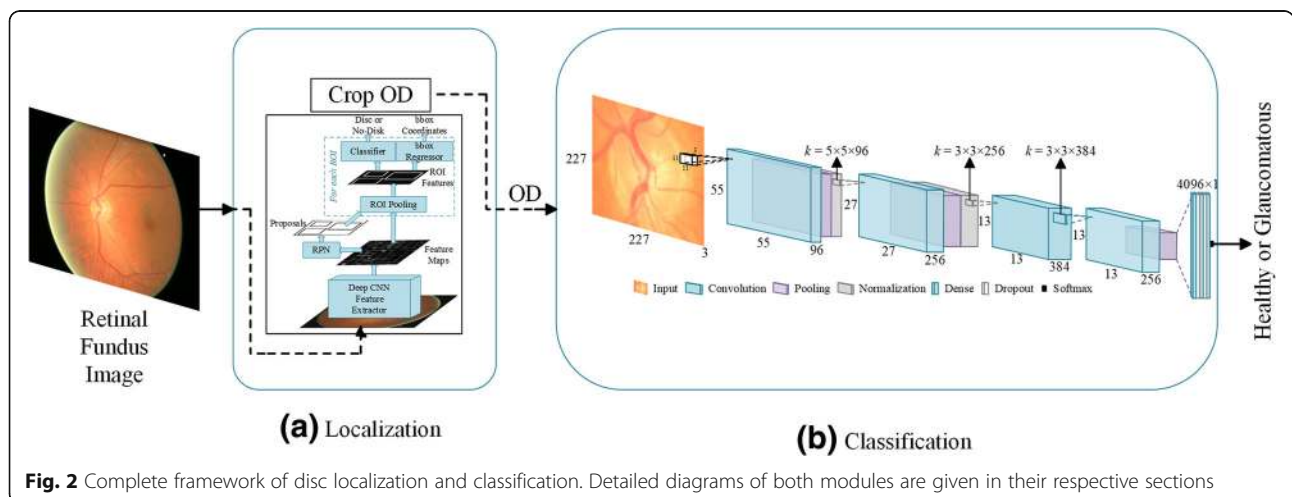 Retinal
Fundus
Image
Crop OD
Disc or
No-Disk
bbox
Coordinates
For each ROI
Classifier
bbox
Regressor
ROI
Features
ROI Pooling
Proposals
RPN
Feature
Maps
Deep CNN
Feature
Extractor
(a) Localization
OD
227
227
3
11
11
3
55
55
96
k = 5×5×96
27
27
256
k = 3×3×256
13
13
384
k = 3×3×384
13
13
256
4096×1
Input Convolution Pooling Normalization Dense Dropout Softmax
Healthy or Glaucomatous
(b) Classification
Fig. 2 Complete framework of disc localization and classification. Detailed diagrams of both modules are given in their respective sections